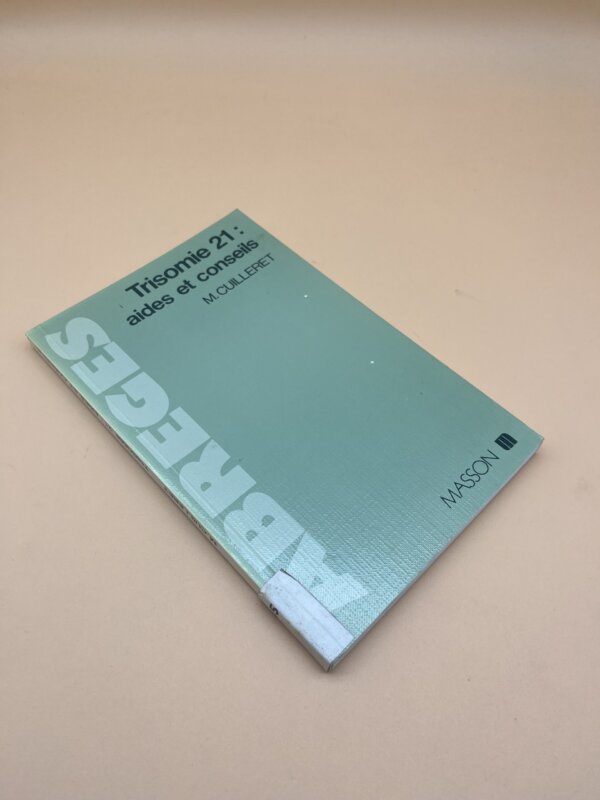 Trisomie 21 :
aides et conseils
M.CUILLERET
ABREGES
MASSON